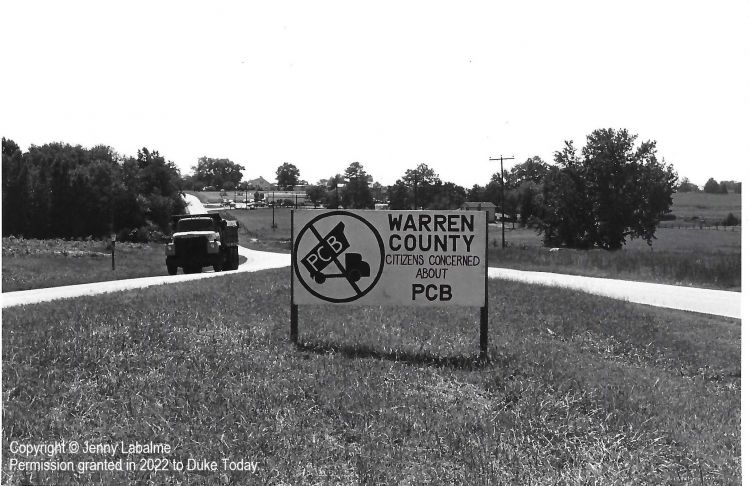 PCB
WARREN
COUNTY
CITIZENS CONCERNED
ABOUT
PCB
Copyright © Jenny Labalme
Permission granted in 2022 to Duke Today.